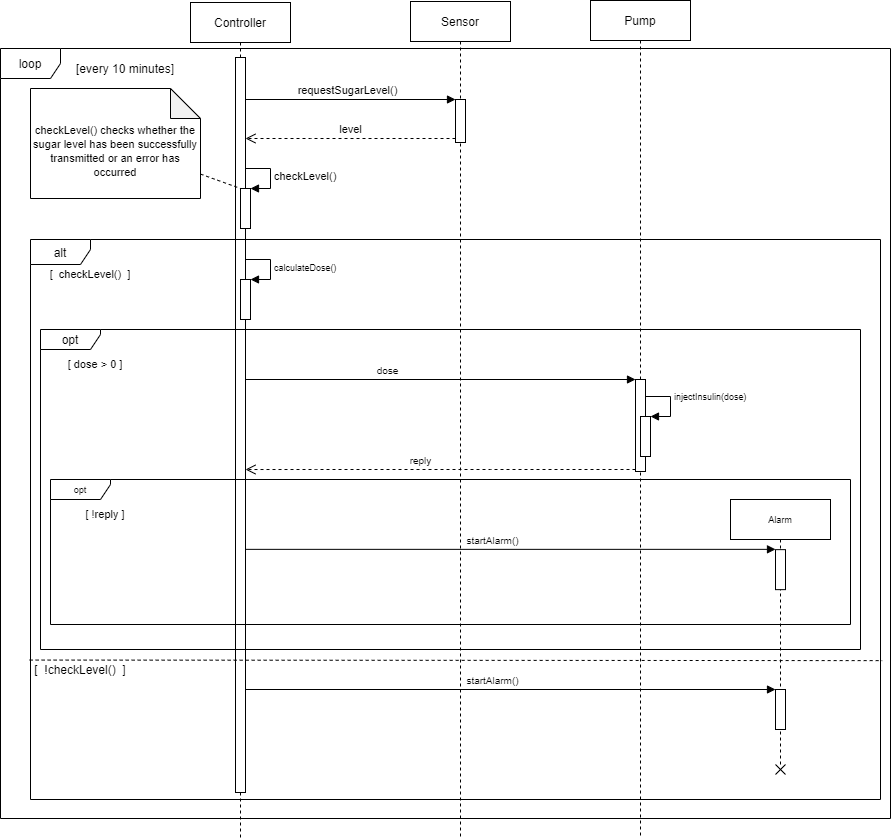 Controller
Sensor
Pump
loop
[every 10 minutes]
requestSugarLevel()
checkLevel() checks whether the
sugar level has been successfully
transmitted or an error has
occurred
level
checkLevel()
alt
[ checkLevel() ]
calculateDose()
opt
[ dose > 0 ]
dose
injectInsulin(dose)
reply
opt
[ !reply ]
Alarm
startAlarm()
[ !checkLevel() ]
startAlarm()